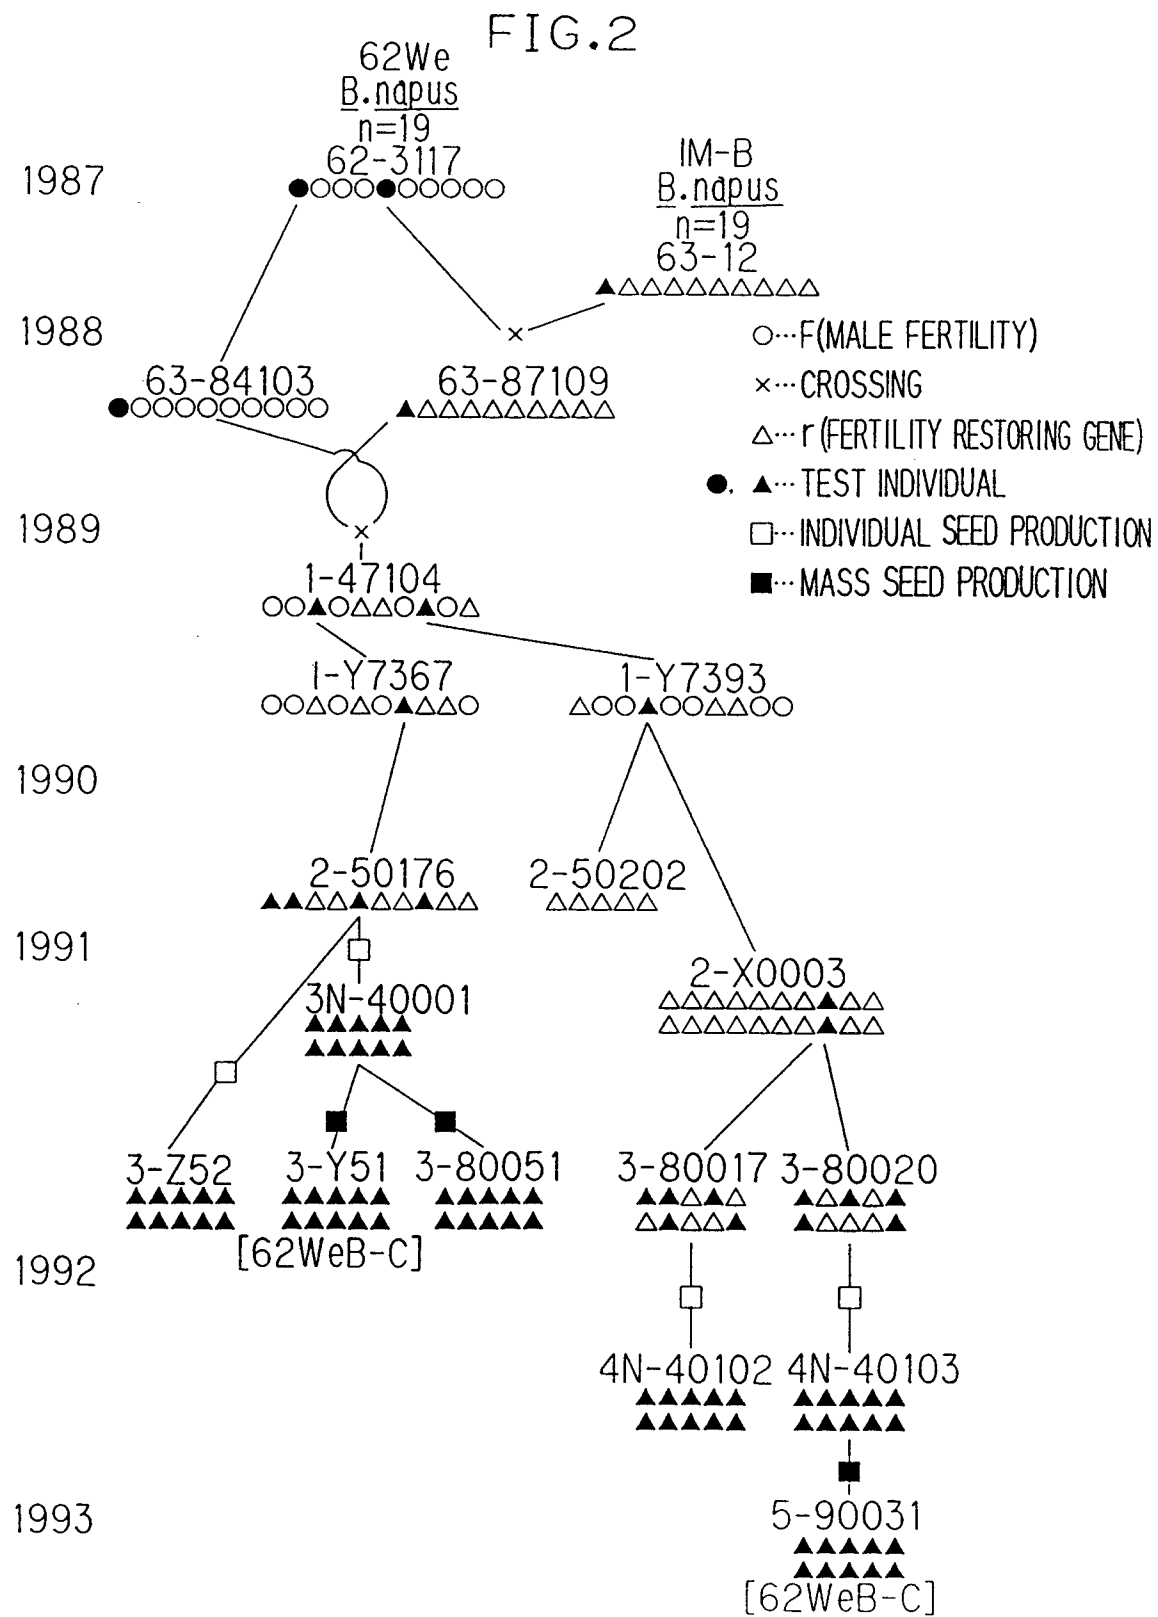 FIG.2
62We
B.napus
n=19
62-3117
1987
IM-B
B.napus
n=19
63-12
1988
○···F(MALE FERTILITY)
×···CROSSING
△···r(FERTILITY RESTORING GENE)
●, ▲···TEST INDIVIDUAL
□···INDIVIDUAL SEED PRODUCTION
■···MASS SEED PRODUCTION
63-84103
63-87109
1989
1-47104
1-Y7367
1-Y7393
1990
2-50176
2-50202
1991
2-X0003
3N-40001
3-Z52
3-Y51
3-80051
3-80017
3-80020
[62WeB-C]
1992
4N-40102
4N-40103
1993
5-90031
[62WeB-C]